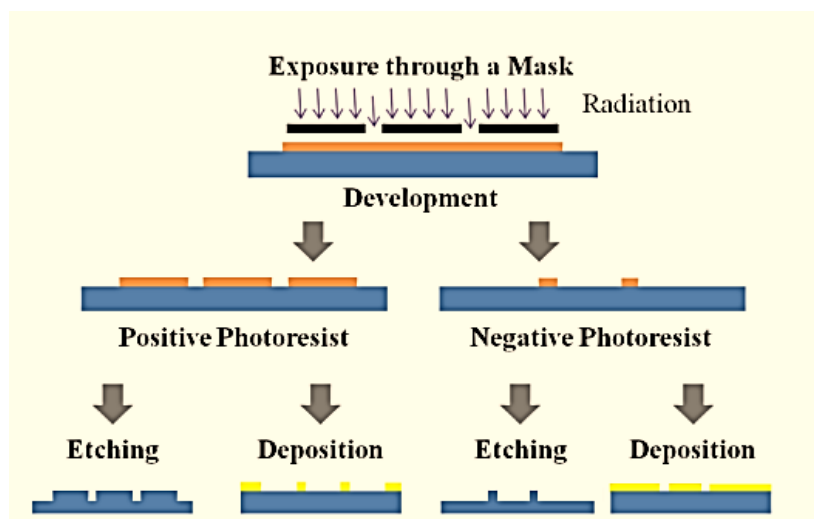 Exposure through a Mask
Radiation
Development
Positive Photoresist
Negative Photoresist
Etching
Deposition
Etching
Deposition